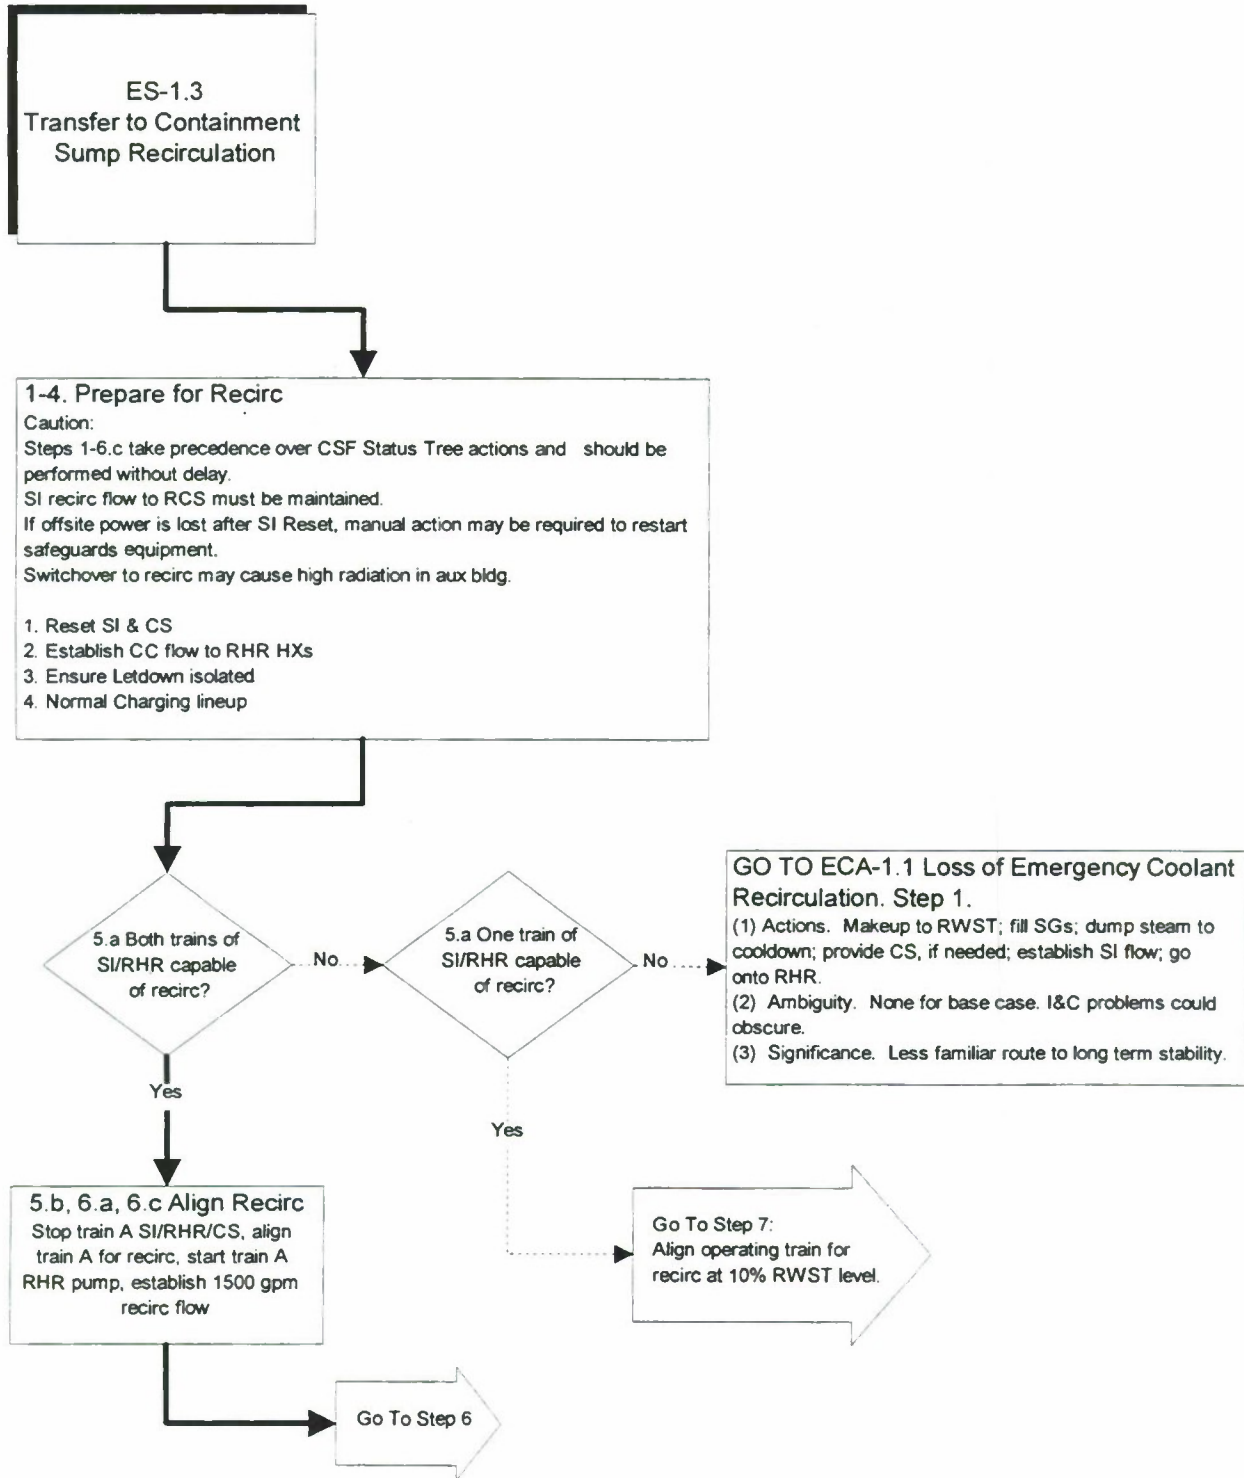 ES-1.3
Transfer to Containment
Sump Recirculation
1-4. Prepare for Recirc
Caution:
Steps 1-6.c take precedence over CSF Status Tree actions and should be
performed without delay.
SI recirc flow to RCS must be maintained.
If offsite power is lost after SI Reset, manual action may be required to restart
safeguards equipment.
Switchover to recirc may cause high radiation in aux bldg.
1. Reset SI & CS
2. Establish CC flow to RHR HXs
3. Ensure Letdown isolated
4. Normal Charging lineup
5.a Both trains of
SI/RHR capable
of recirc?
No
5.a One train of
SI/RHR capable
of recirc?
No
GO TO ECA-1.1 Loss of Emergency Coolant
Recirculation. Step 1.
(1) Actions. Makeup to RWST; fill SGs; dump steam to
cooldown; provide CS, if needed; establish SI flow; go
onto RHR.
(2) Ambiguity. None for base case. I&C problems could
obscure.
(3) Significance. Less familiar route to long term stability.
Yes
Yes
5.b, 6.a, 6.c Align Recirc
Stop train A SI/RHR/CS, align
train A for recirc, start train A
RHR pump, establish 1500 gpm
recirc flow
Go To Step 7:
Align operating train for
recirc at 10% RWST level.
Go To Step 6